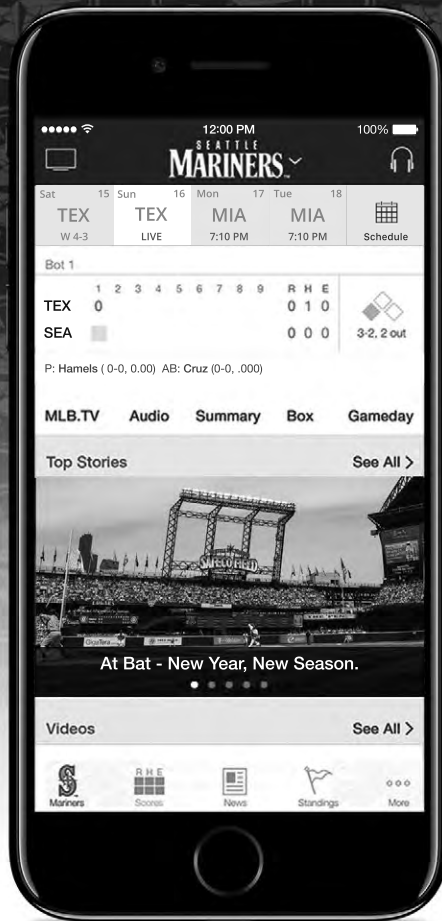 12:00 PM 100%
SEATTLE
MARINERS
Sat 15 Sun 16 Mon 17 Tue 18
TEX TEX MIA MIA
W 4-3 LIVE 7:10 PM 7:10 PM Schedule
Bot 1
1 2 3 4 5 6 7 8 9 R H E
TEX 0 0 1 0
SEA 0 0 0 3-2, 2 out
P: Hamels ( 0-0, 0.00) AB: Cruz (0-0, .000)
MLB.TV Audio Summary Box Gameday
Top Stories See All >
SAFECO FIELD
GigaTera
At Bat - New Year, New Season.
Videos See All >
S
R H E
Mariners Scores News Standings More